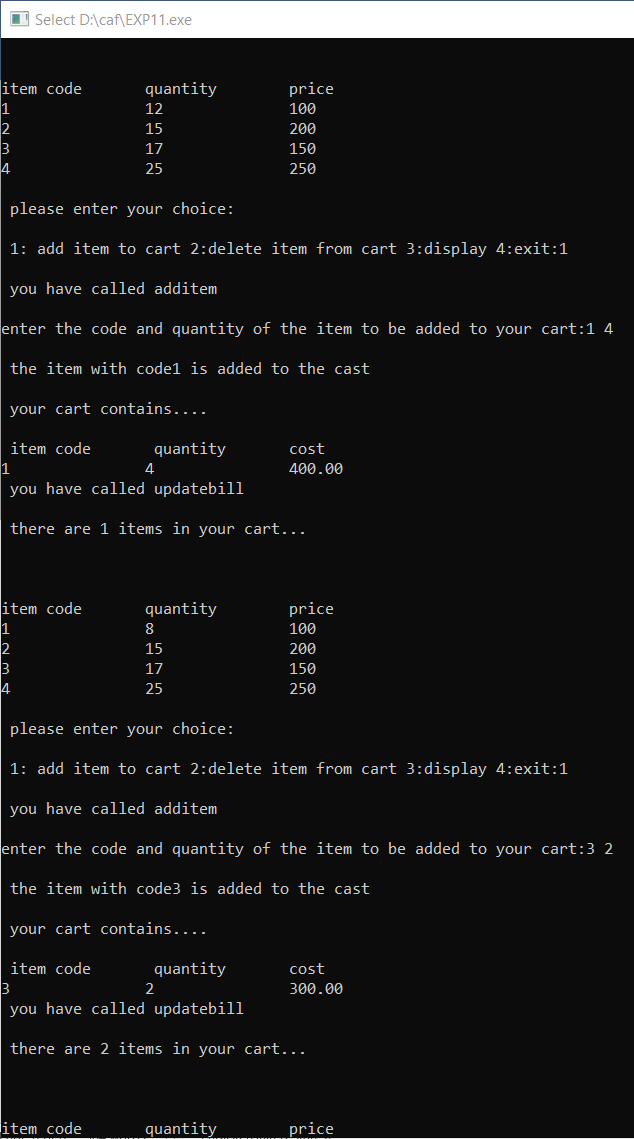 Select D:\caf\EXP11.exe
item code quantity price
1 12 100
2 15 200
3 17 150
4 25 250
please enter your choice:
1: add item to cart 2:delete item from cart 3:display 4:exit:1
you have called additem
enter the code and quantity of the item to be added to your cart:1 4
the item with code1 is added to the cast
your cart contains....
item code quantity cost
1 4 400.00
you have called updatebill
there are 1 items in your cart...
item code quantity price
1 8 100
2 15 200
3 17 150
4 25 250
please enter your choice:
1: add item to cart 2:delete item from cart 3:display 4:exit:1
you have called additem
enter the code and quantity of the item to be added to your cart:3 2
the item with code3 is added to the cast
your cart contains....
item code quantity cost
3 2 300.00
you have called updatebill
there are 2 items in your cart...
item code quantity price